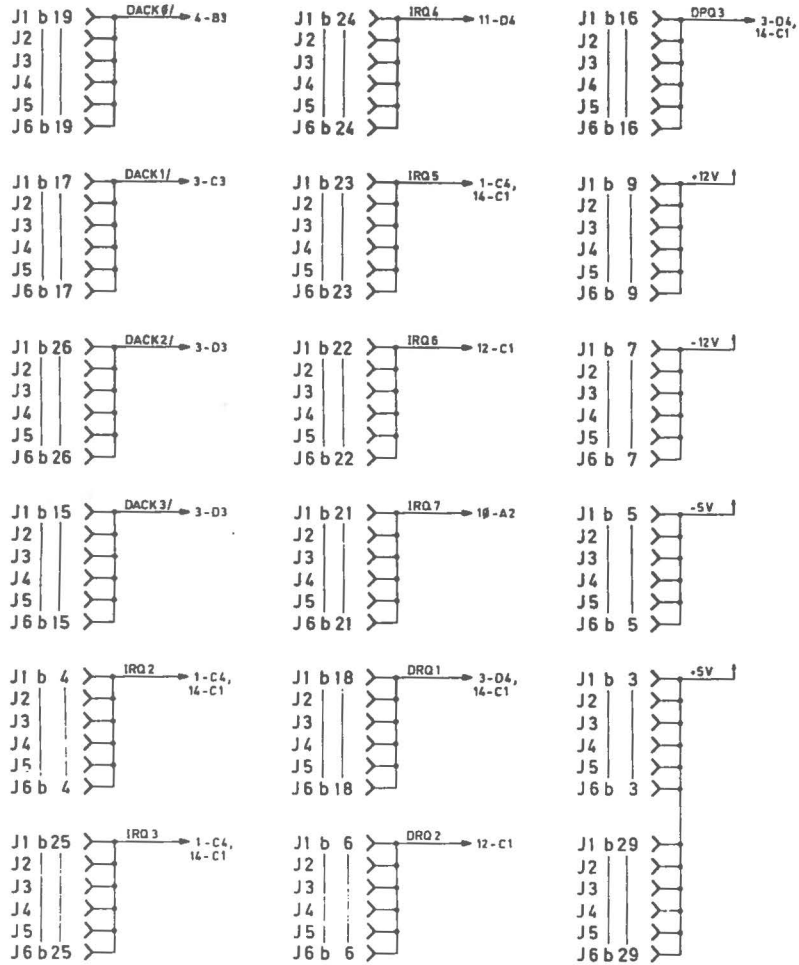 J1 b 19 DACK0/ 4-B3
J2
J3
J4
J5
J6 b 19
J1 b 17 DACK1/ 3-C3
J2
J3
J4
J5
J6 b 17
J1 b 26 DACK2/ 3-D3
J2
J3
J4
J5
J6 b 26
J1 b 15 DACK3/ 3-D3
J2
J3
J4
J5
J6 b 15
J1 b 4 IRQ2 1-C4,
14-C1
J2
J3
J4
J5
J6 b 4
J1 b 25 IRQ3 1-C4,
14-C1
J2
J3
J4
J5
J6 b 25
J1 b 24 IRQ4 11-D4
J2
J3
J4
J5
J6 b 24
J1 b 23 IRQ5 1-C4,
14-C1
J2
J3
J4
J5
J6 b 23
J1 b 22 IRQ6 12-C1
J2
J3
J4
J5
J6 b 22
J1 b 21 IRQ7 10-A2
J2
J3
J4
J5
J6 b 21
J1 b 18 DRQ1 3-D4,
14-C1
J2
J3
J4
J5
J6 b 18
J1 b 6 DRQ2 12-C1
J2
J3
J4
J5
J6 b 6
J1 b 16 DPQ3 3-D4,
14-C1
J2
J3
J4
J5
J6 b 16
J1 b 9 +12V
J2
J3
J4
J5
J6 b 9
J1 b 7 -12V
J2
J3
J4
J5
J6 b 7
J1 b 5 -5V
J2
J3
J4
J5
J6 b 5
J1 b 3 +5V
J2
J3
J4
J5
J6 b 3
J1 b 29
J2
J3
J4
J5
J6 b 29